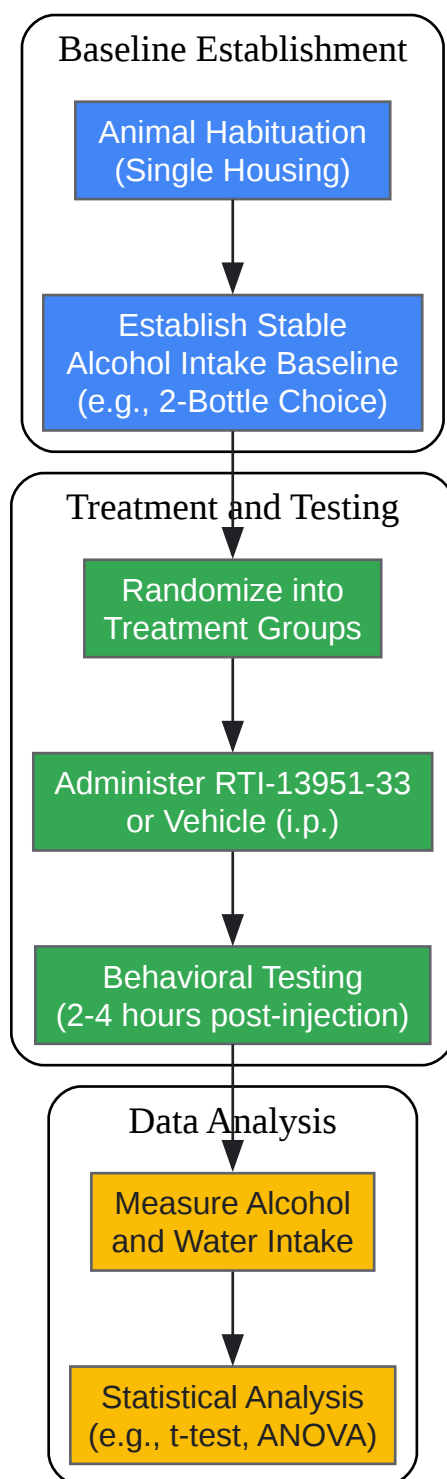 Baseline Establishment
Animal Habituation
(Single Housing)
Establish Stable
Alcohol Intake Baseline
(e.g., 2-Bottle Choice)
Treatment and Testing
Randomize into
Treatment Groups
Administer RTI-13951-33
or Vehicle (i.p.)
Behavioral Testing
(2-4 hours post-injection)
Data Analysis
Measure Alcohol
and Water Intake
Statistical Analysis
(e.g., t-test, ANOVA)